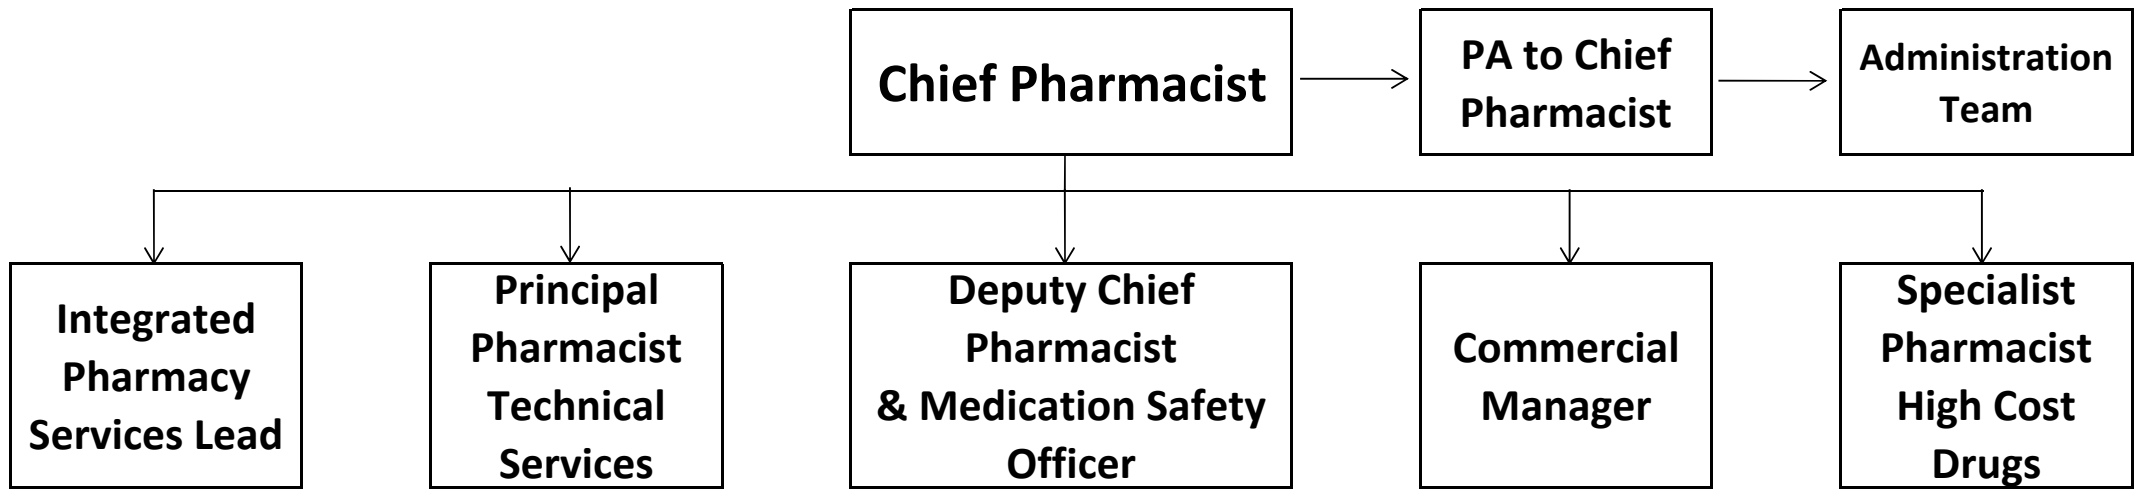 Chief Pharmacist
PA to Chief
Pharmacist
Administration
Team
Integrated
Pharmacy
Services Lead
Principal
Pharmacist
Technical
Services
Deputy Chief
Pharmacist
& Medication Safety
Officer
Commercial
Manager
Specialist
Pharmacist
High Cost
Drugs